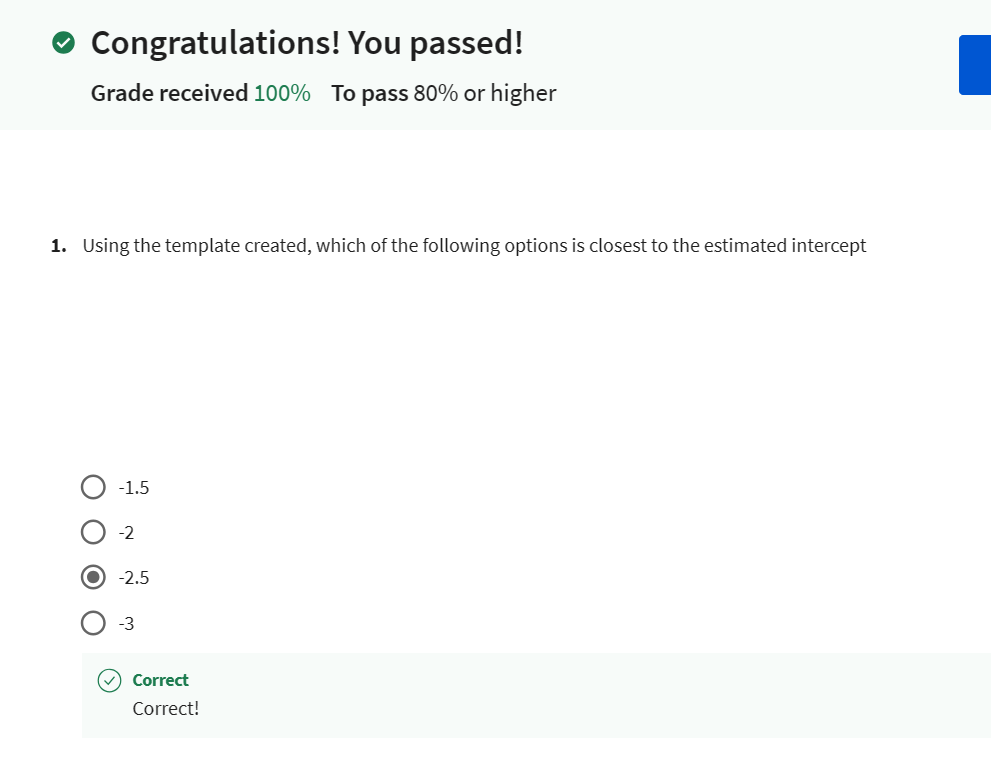 Congratulations! You passed!
Grade received 100% To pass 80% or higher
1. Using the template created, which of the following options is closest to the estimated intercept
-1.5
-2
-2.5
-3
Correct
Correct!